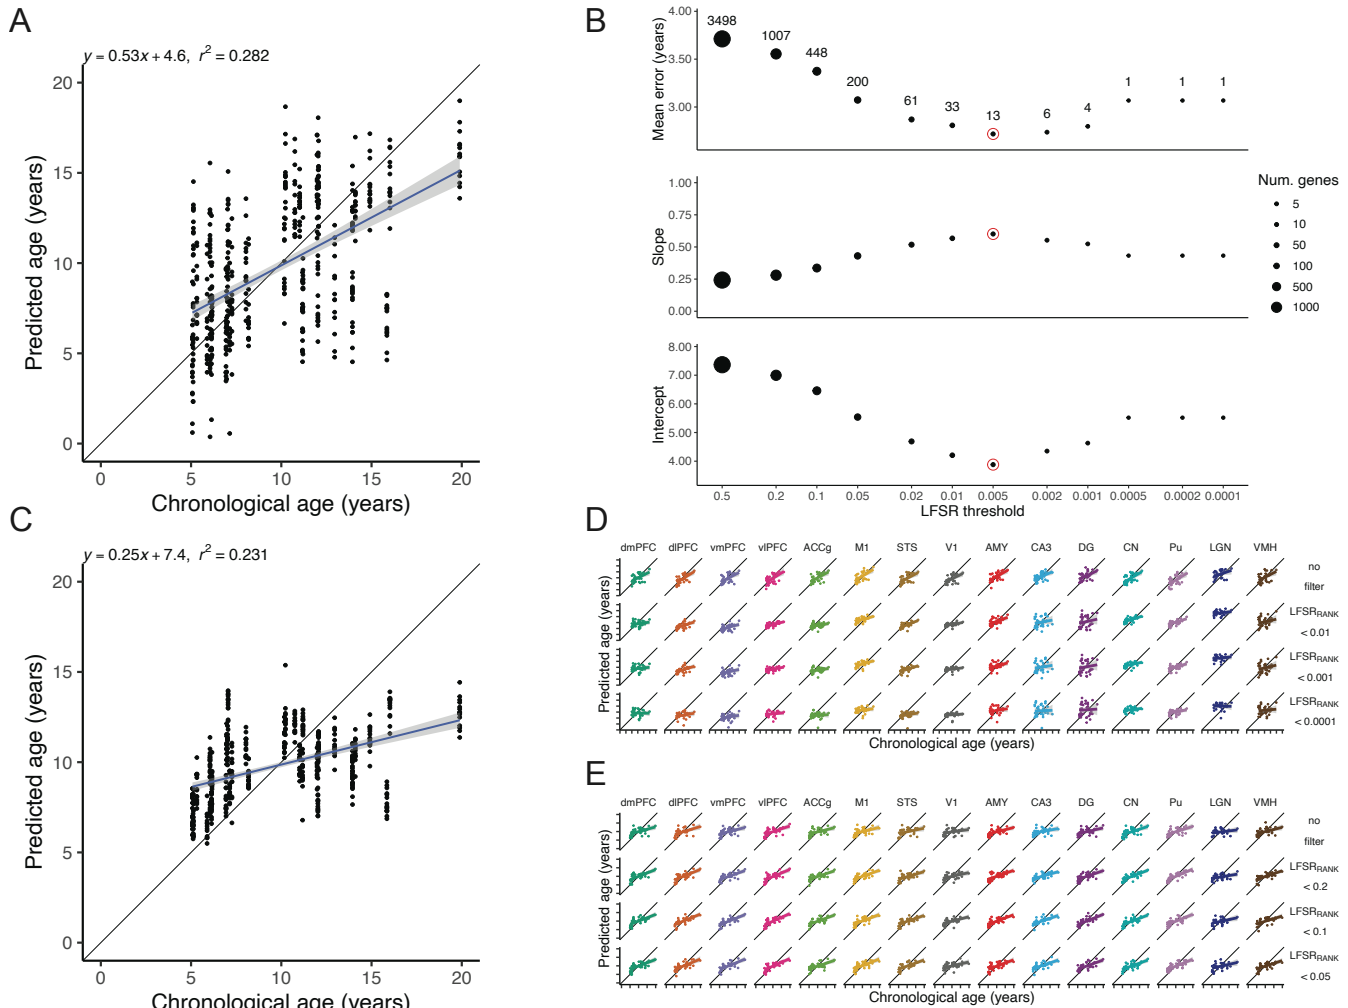 A
y = 0.53x + 4.6, r² = 0.282
20
15
10
5
0
Predicted age (years)
0 5 10 15 20
Chronological age (years)
B
4.00
3.50
3.00
Mean error (years)
3498 1007 448 200 61 33 13 6 4 1 1 1
1.00
0.75
0.50
0.25
0.00
Slope
8.00
7.00
6.00
5.00
4.00
Intercept
0.5 0.2 0.1 0.05 0.02 0.01 0.005 0.002 0.001 0.0005 0.0002 0.0001
LFSR threshold
Num. genes
5
10
50
100
500
1000
C
y = 0.25x + 7.4, r² = 0.231
20
15
10
5
0
Predicted age (years)
0 5 10 15 20
Chronological age (years)
D
dmPFC dlPFC vmPFC vlPFC ACCg M1 STS V1 AMY CA3 DG CN Pu LGN VMH
no
filter
LFSRRANK
< 0.01
LFSRRANK
< 0.001
LFSRRANK
< 0.0001
Predicted age (years)
Chronological age (years)
E
dmPFC dlPFC vmPFC vlPFC ACCg M1 STS V1 AMY CA3 DG CN Pu LGN VMH
no
filter
LFSRRANK
< 0.2
LFSRRANK
< 0.1
LFSRRANK
< 0.05
Predicted age (years)
Chronological age (years)